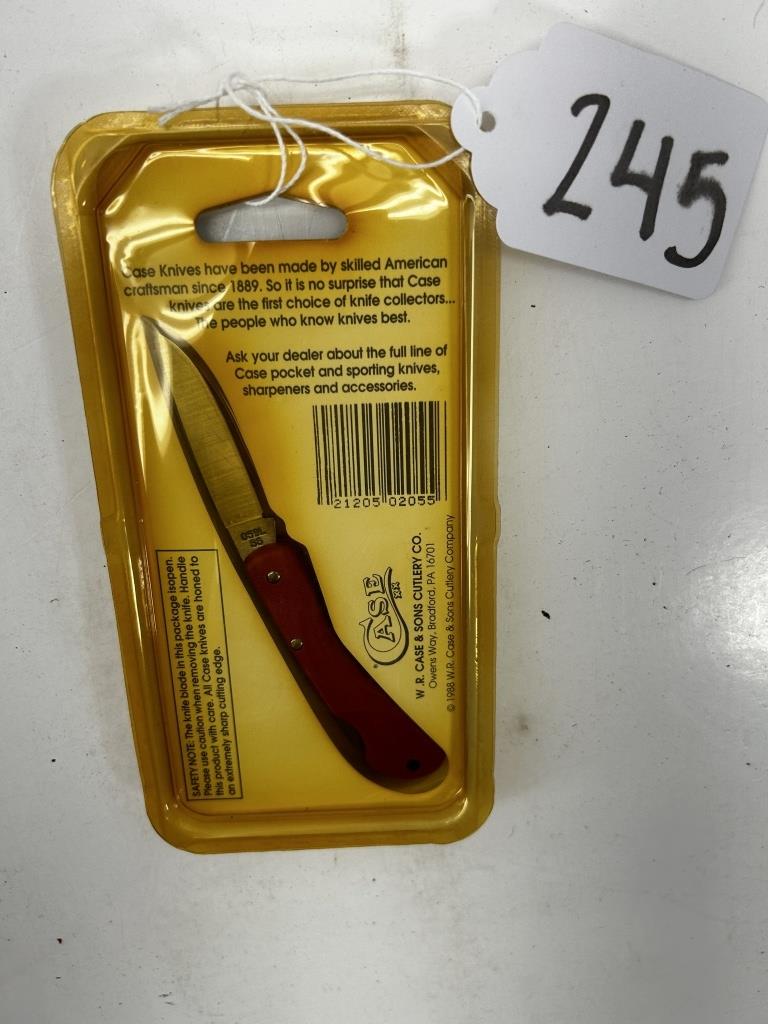 245
Case Knives have been made by skilled American
craftsman since 1889. So it is no surprise that Case
knives are the first choice of knife collectors...
The people who know knives best.
Ask your dealer about the full line of
Case pocket and sporting knives,
sharpeners and accessories.
21205 02055
059L
SS
SAFETY NOTE: The knife blade in this package isopen.
Please use caution when removing the knife. Handle
this product with care. All Case knives are honed to
an extremely sharp cutting edge.
CASE XX
W .R. CASE & SONS CUTLERY CO.
Owens Way, Bradford, PA 16701
© 1988 W.R. Case & Sons Cutlery Company